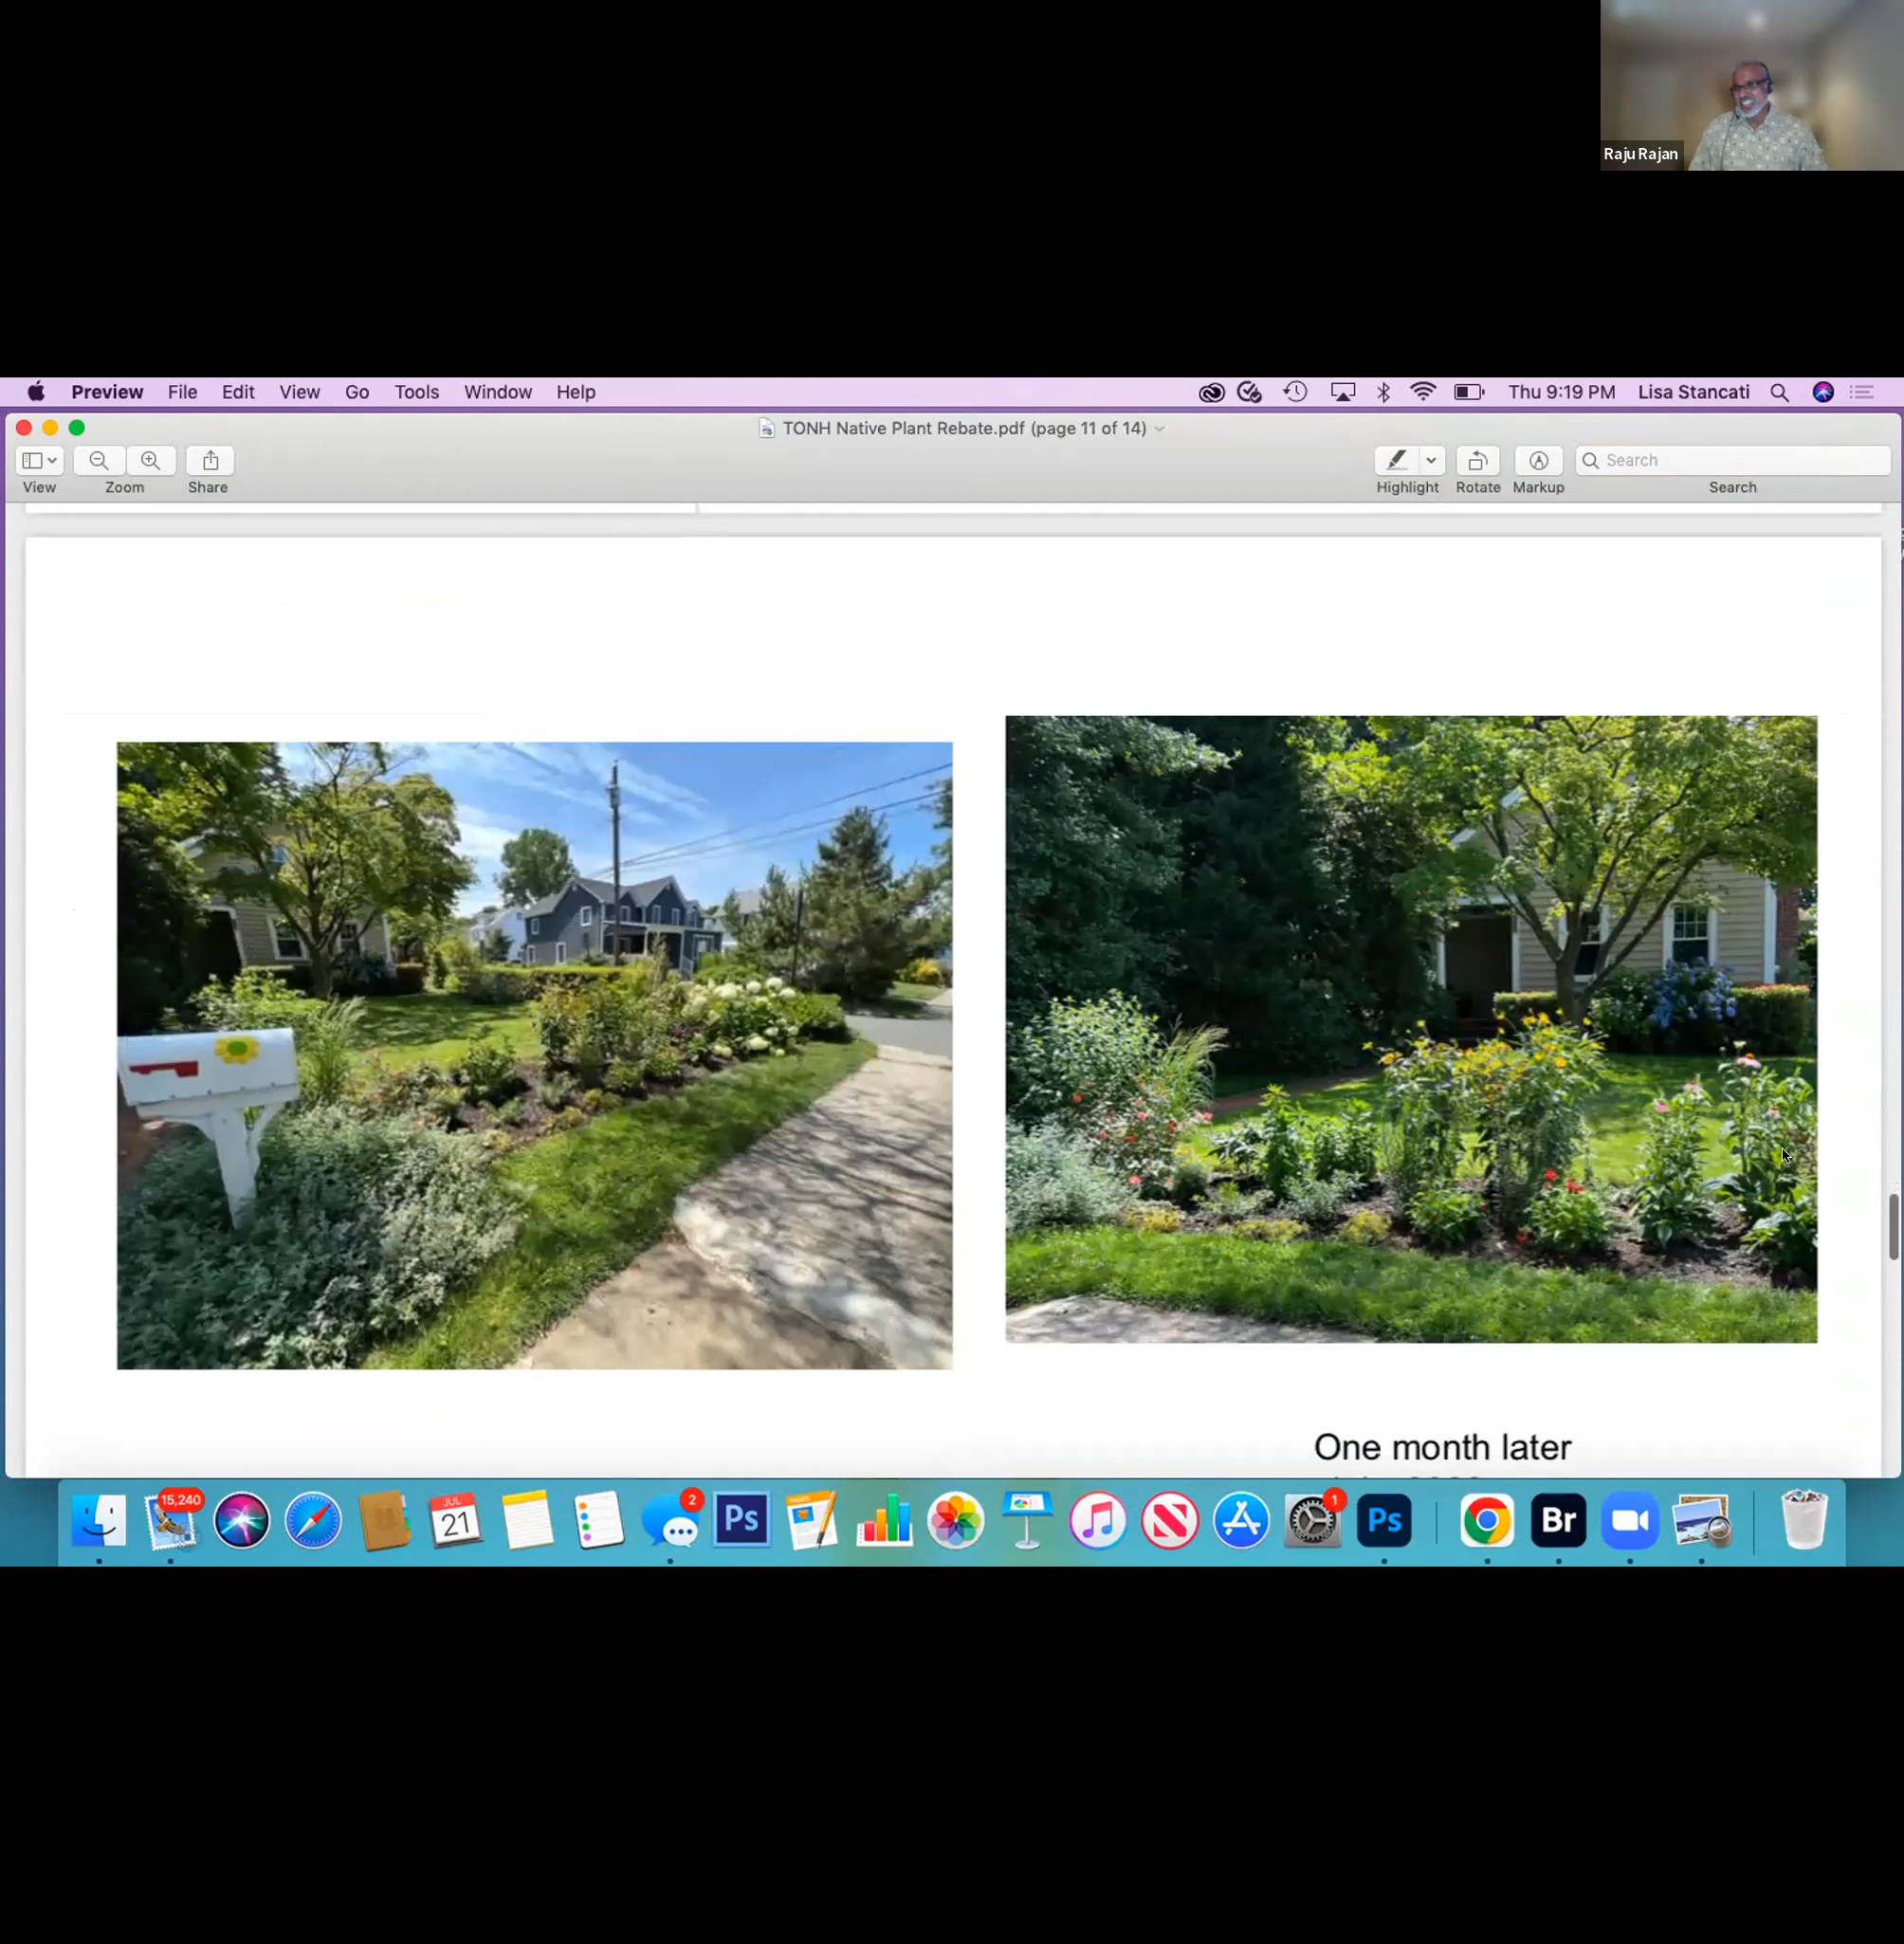 Raju Rajan
Preview File Edit View Go Tools Window Help Thu 9:19 PM Lisa Stancati
TONH Native Plant Rebate.pdf (page 11 of 14)
Search
View Zoom Share Highlight Rotate Markup Search
One month later
15,240
JUL
21
2
Ps
PAGES
1
Ps
Br